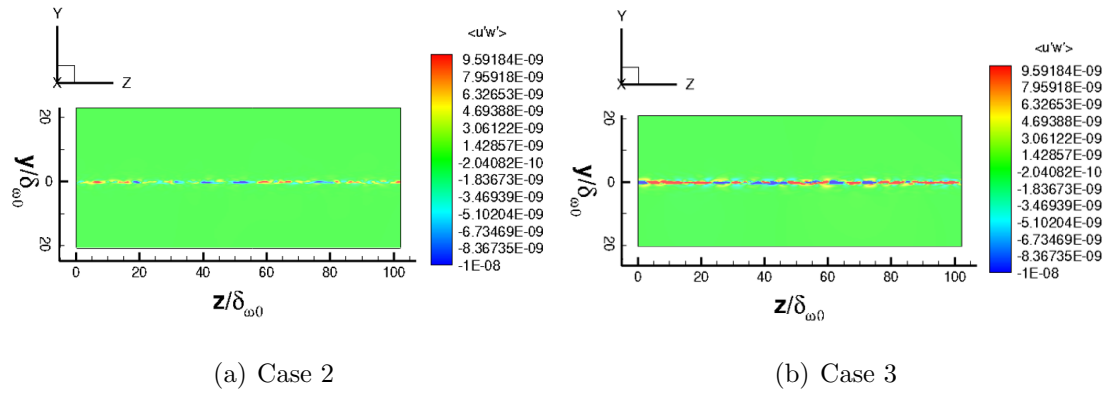 Y
X
Z
<u'w'>
9.59184E-09
7.95918E-09
6.32653E-09
4.69388E-09
3.06122E-09
1.42857E-09
-2.04082E-10
-1.83673E-09
-3.46939E-09
-5.10204E-09
-6.73469E-09
-8.36735E-09
-1E-08
20
0
20
y/δω0
0 20 40 60 80 100
z/δω0
(a) Case 2
Y
X
Z
<u'w'>
9.59184E-09
7.95918E-09
6.32653E-09
4.69388E-09
3.06122E-09
1.42857E-09
-2.04082E-10
-1.83673E-09
-3.46939E-09
-5.10204E-09
-6.73469E-09
-8.36735E-09
-1E-08
20
0
20
y/δω0
0 20 40 60 80 100
z/δω0
(b) Case 3